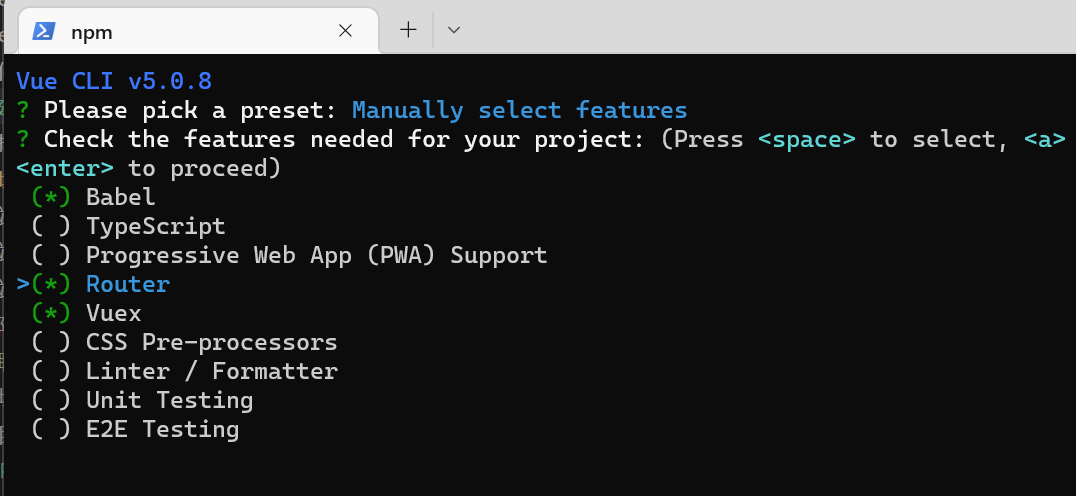 npm
Vue CLI v5.0.8
? Please pick a preset: Manually select features
? Check the features needed for your project: (Press <space> to select, <a>
<enter> to proceed)
(*) Babel
( ) TypeScript
( ) Progressive Web App (PWA) Support
>(*) Router
(*) Vuex
( ) CSS Pre-processors
( ) Linter / Formatter
( ) Unit Testing
( ) E2E Testing